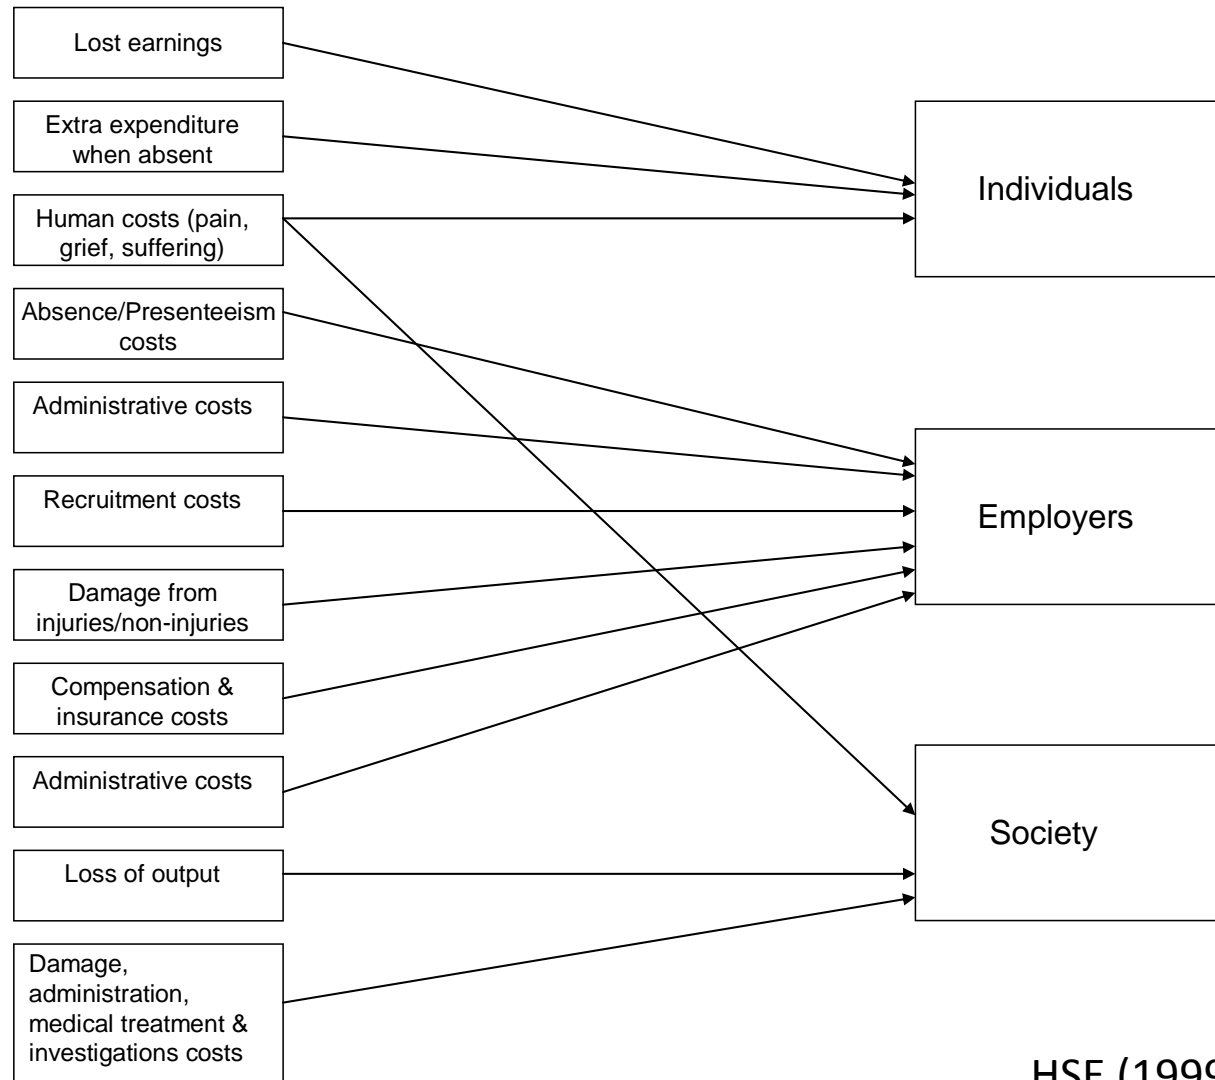 Lost earnings
Extra expenditure
when absent
Human costs (pain,
grief, suffering)
Absence/Presenteeism
costs
Administrative costs
Recruitment costs
Damage from
injuries/non-injuries
Compensation &
insurance costs
Administrative costs
Loss of output
Damage,
administration,
medical treatment &
investigations costs
Individuals
Employers
Society
HSE (1999